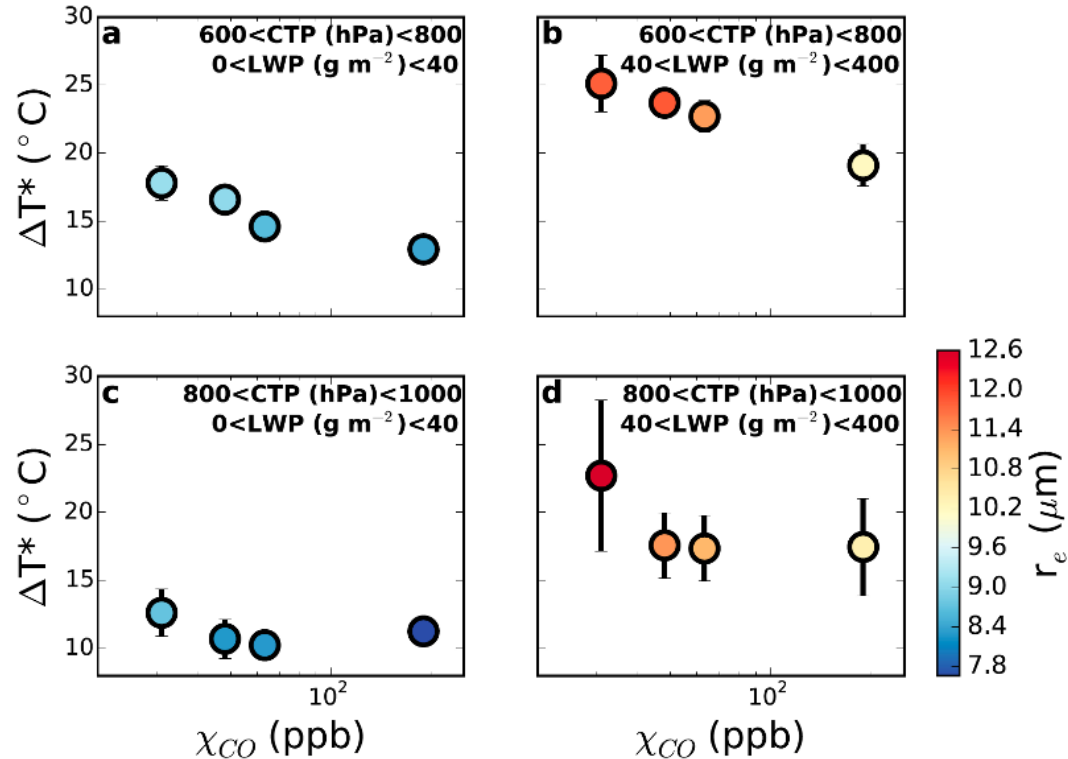 a
600<CTP (hPa)<800
0<LWP (g m⁻²)<40
30
25
20
15
10
ΔT* (°C)
b
600<CTP (hPa)<800
40<LWP (g m⁻²)<400
c
800<CTP (hPa)<1000
0<LWP (g m⁻²)<40
30
25
20
15
10
ΔT* (°C)
10²
χ_CO (ppb)
d
800<CTP (hPa)<1000
40<LWP (g m⁻²)<400
10²
χ_CO (ppb)
12.6
12.0
11.4
10.8
10.2
9.6
9.0
8.4
7.8
r_e (μm)